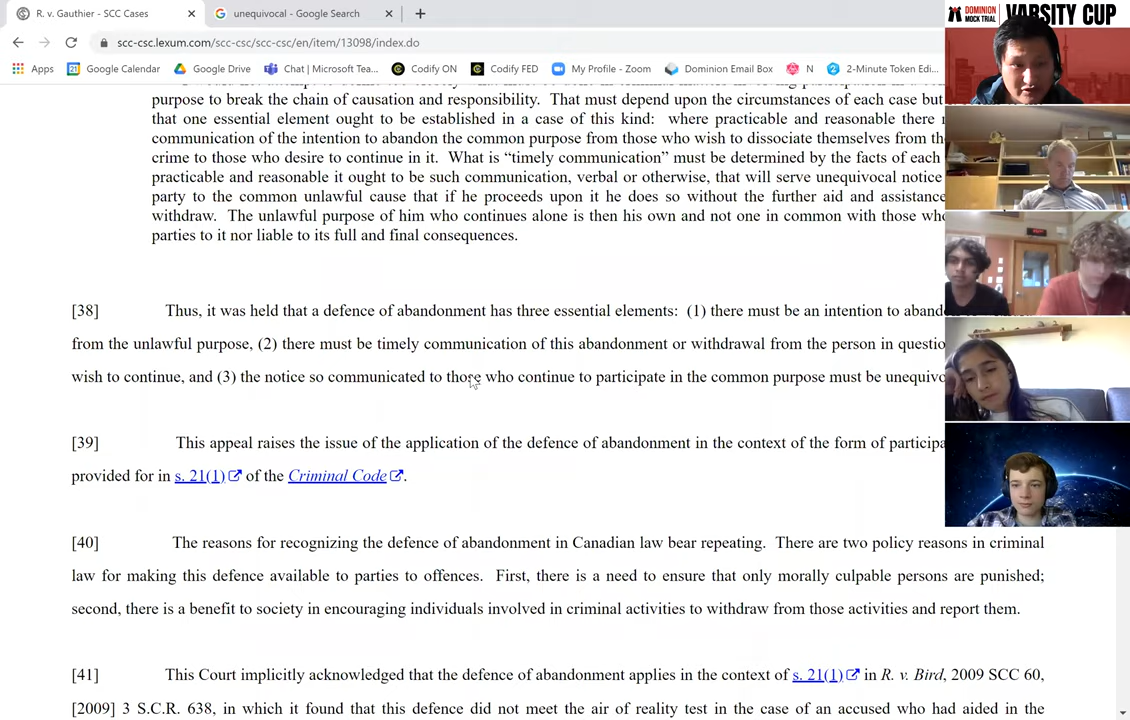 R. v. Gauthier - SCC Cases
unequivocal - Google Search
scc-csc.lexum.com/scc-csc/scc-csc/en/item/13098/index.do
Apps Google Calendar Google Drive Chat | Microsoft Tea... Codify ON Codify FED My Profile - Zoom Dominion Email Box N 2-Minute Token Edi...
DOMINION MOCK TRIAL VARSITY CUP
purpose to break the chain of causation and responsibility. That must depend upon the circumstances of each case but
that one essential element ought to be established in a case of this kind: where practicable and reasonable there
communication of the intention to abandon the common purpose from those who wish to dissociate themselves from the
crime to those who desire to continue in it. What is “timely communication” must be determined by the facts of each
practicable and reasonable it ought to be such communication, verbal or otherwise, that will serve unequivocal notice
party to the common unlawful cause that if he proceeds upon it he does so without the further aid and assistance
withdraw. The unlawful purpose of him who continues alone is then his own and not one in common with those who
parties to it nor liable to its full and final consequences.
[38] Thus, it was held that a defence of abandonment has three essential elements: (1) there must be an intention to aband
from the unlawful purpose, (2) there must be timely communication of this abandonment or withdrawal from the person in questio
wish to continue, and (3) the notice so communicated to those who continue to participate in the common purpose must be unequivo
[39] This appeal raises the issue of the application of the defence of abandonment in the context of the form of participa
provided for in s. 21(1) of the Criminal Code.
[40] The reasons for recognizing the defence of abandonment in Canadian law bear repeating. There are two policy reasons in criminal
law for making this defence available to parties to offences. First, there is a need to ensure that only morally culpable persons are punished;
second, there is a benefit to society in encouraging individuals involved in criminal activities to withdraw from those activities and report them.
[41] This Court implicitly acknowledged that the defence of abandonment applies in the context of s. 21(1) in R. v. Bird, 2009 SCC 60,
[2009] 3 S.C.R. 638, in which it found that this defence did not meet the air of reality test in the case of an accused who had aided in the